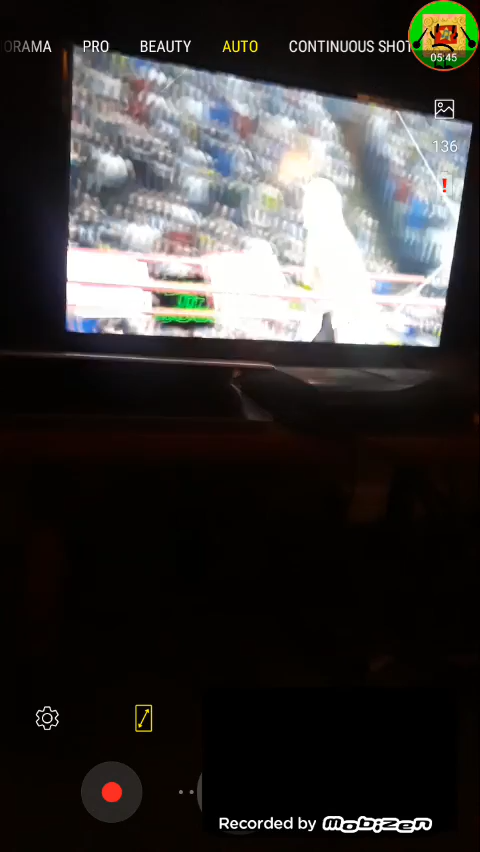 ORAMA PRO BEAUTY AUTO CONTINUOUS SHOT
05:45
136
Recorded by Mobizen